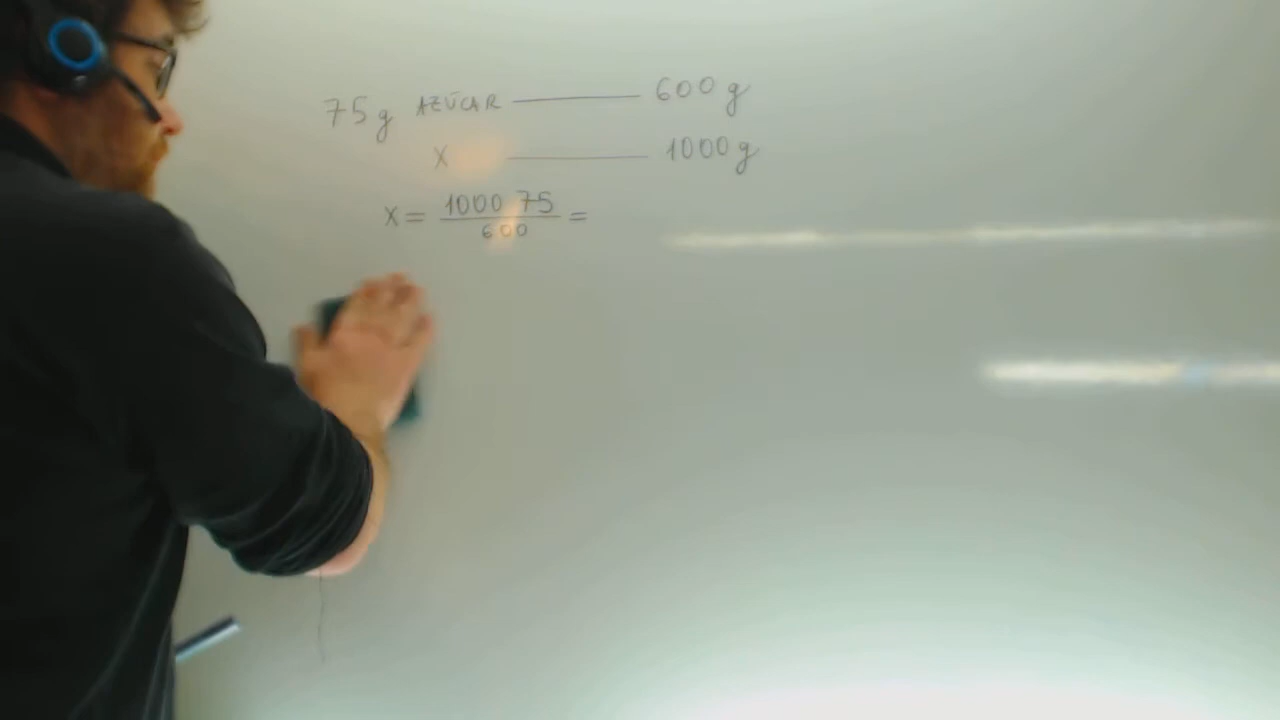 75g AZÚCAR — 600g
X — 1000g
X = 1000 75 / 600 =